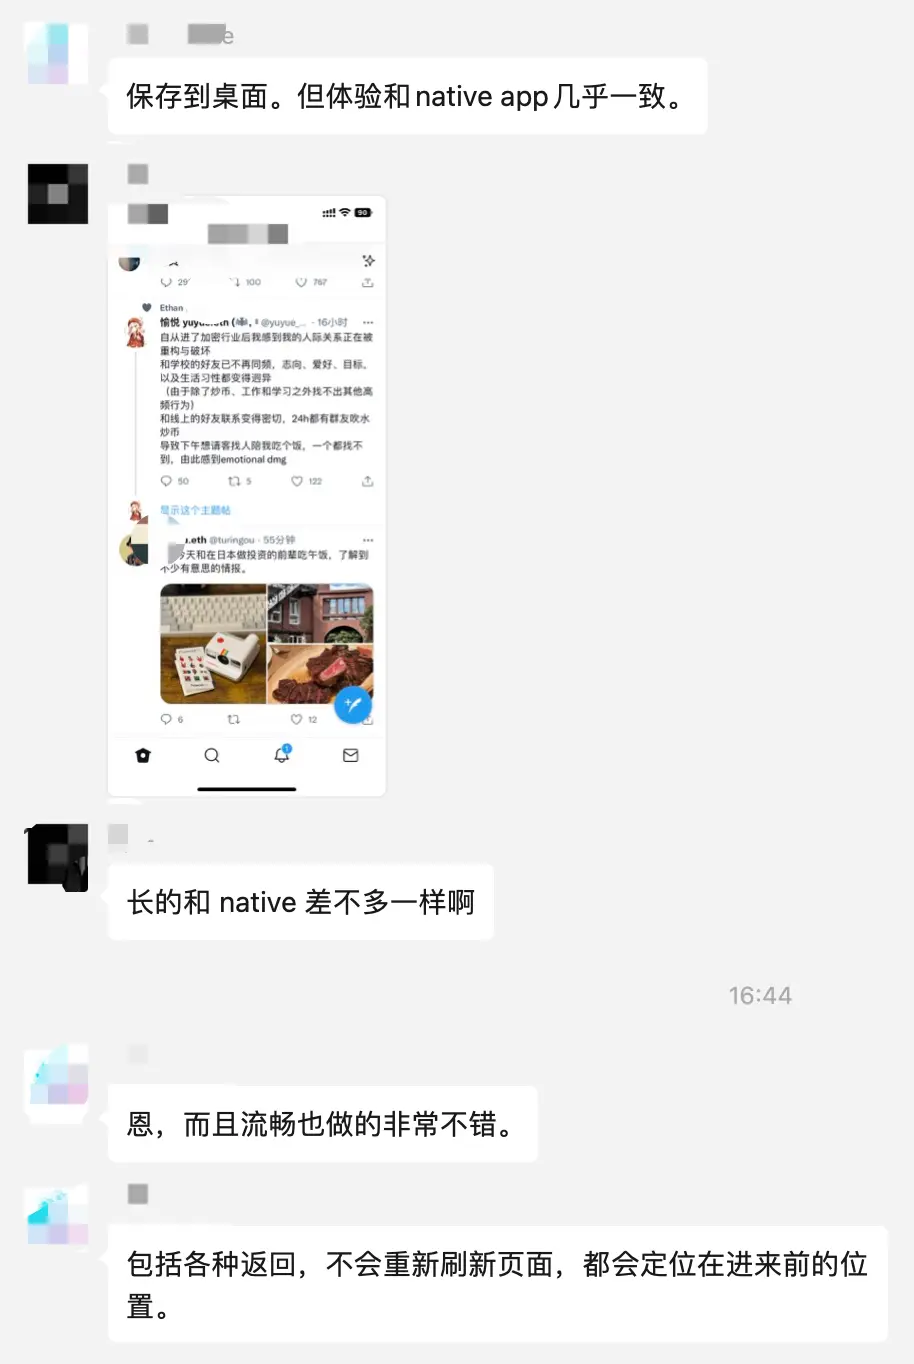 保存到桌面。但体验和native app几乎一致。
90
100
767
Ethan
愉悦
@yuyue_... · 16小时
自从进了加密行业后我感到我的人际关系正在被
重构与破坏
和学校的好友已不再同频，志向、爱好、目标、
以及生活习性都变得迥异
（由于除了炒币、工作和学习之外找不出其他高
频行为）
和线上的好友联系变得密切，24h都有群友吹水
炒币
导致下午想请客找人陪我吃个饭，一个都找不
到，由此感到emotional dmg
50 5 122
显示这个主题帖
.eth @turingou · 55分钟
今天和在日本做投资的前辈吃午饭，了解到
不少有意思的情报。
6 12
1
长的和 native 差不多一样啊
16:44
恩，而且流畅也做的非常不错。
包括各种返回，不会重新刷新页面，都会定位在进来前的位
置。